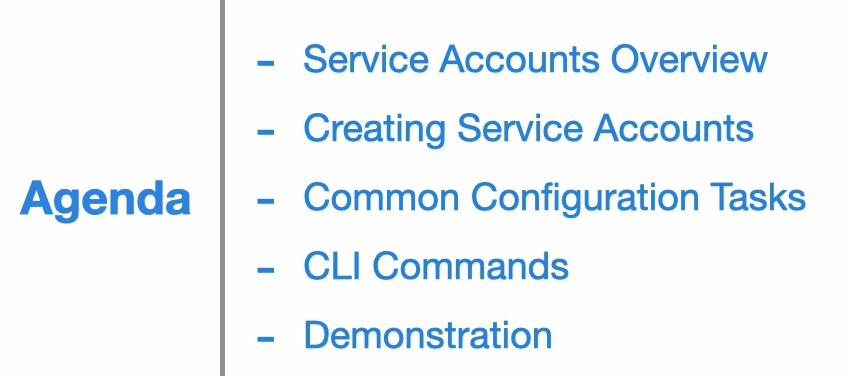 Agenda
- Service Accounts Overview
- Creating Service Accounts
- Common Configuration Tasks
- CLI Commands
- Demonstration